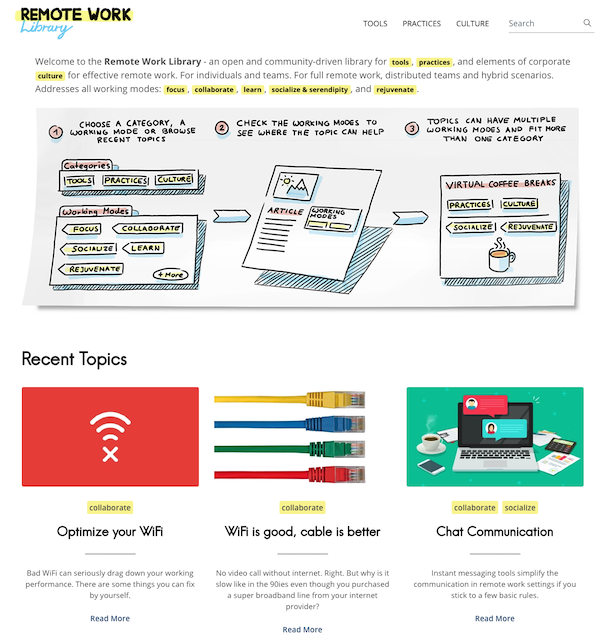 REMOTE WORK
Library
TOOLS PRACTICES CULTURE Search
Welcome to the Remote Work Library - an open and community-driven library for tools, practices, and elements of corporate
culture for effective remote work. For individuals and teams. For full remote work, distributed teams and hybrid scenarios.
Addresses all working modes: focus, collaborate, learn, socialize & serendipity, and rejuvenate.
1 CHOOSE A CATEGORY, A
WORKING MODE OR BROWSE
RECENT TOPICS
2 CHECK THE WORKING MODES TO
SEE WHERE THE TOPIC CAN HELP
3 TOPICS CAN HAVE MULTIPLE
WORKING MODES AND FIT MORE
THAN ONE CATEGORY
Categories
TOOLS PRACTICES CULTURE
Working Modes
FOCUS COLLABORATE
SOCIALIZE LEARN
REJUVENATE + More
ARTICLE WORKING
MODES
VIRTUAL COFFEE BREAKS
PRACTICES CULTURE
SOCIALIZE REJUVENATE
Recent Topics
collaborate
Optimize your WiFi
Bad WiFi can seriously drag down your working
performance. There are some things you can fix
by yourself.
Read More
collaborate
WiFi is good, cable is better
No video call without internet. Right. But why is it
slow like in the 90ies even though you purchased
a super broadband line from your internet
provider?
Read More
collaborate socialize
Chat Communication
Instant messaging tools simplify the
communication in remote work settings if you
stick to a few basic rules.
Read More